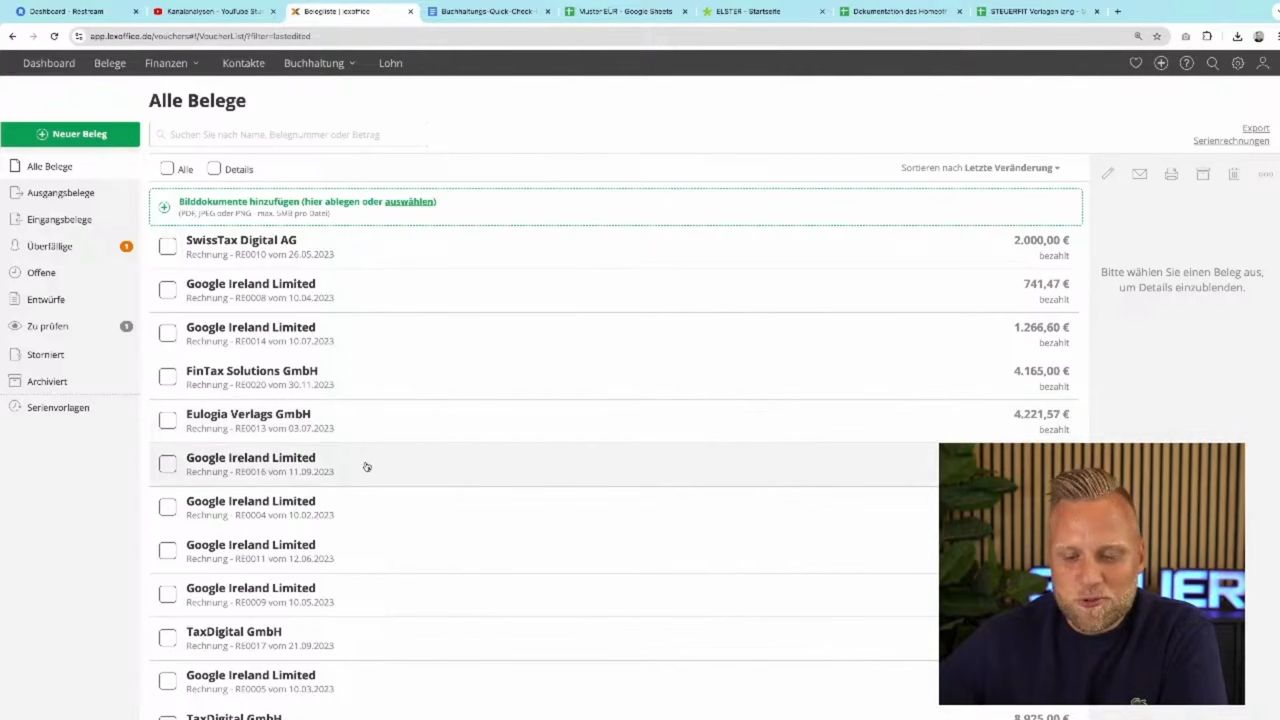 Dashboard - Restream
Kanalanalysen - YouTube Stu
Belegliste | lexoffice
Buchhaltungs-Quick-Check -
Muster EÜR - Google Sheets
ELSTER - Startseite
Dokumentation des Homeoff
STEUERFIT Vorlagen lang - G
app.lexoffice.de/vouchers#!/VoucherList/?filter=lastedited
Dashboard Belege Finanzen Kontakte Buchhaltung Lohn
Alle Belege
Neuer Beleg
Suchen Sie nach Name, Belegnummer oder Betrag
Export
Serienrechnungen
Alle Belege
Ausgangsbelege
Eingangsbelege
Überfällige 1
Offene
Entwürfe
Zu prüfen 1
Storniert
Archiviert
Serienvorlagen
Alle Details
Sortieren nach Letzte Veränderung
Bilddokumente hinzufügen (hier ablegen oder auswählen)
(PDF, JPEG oder PNG - max. 5MB pro Datei)
SwissTax Digital AG 2.000,00 €
Rechnung - RE0010 vom 26.05.2023 bezahlt
Google Ireland Limited 741,47 €
Rechnung - RE0008 vom 10.04.2023 bezahlt
Google Ireland Limited 1.266,60 €
Rechnung - RE0014 vom 10.07.2023 bezahlt
FinTax Solutions GmbH 4.165,00 €
Rechnung - RE0020 vom 30.11.2023 bezahlt
Eulogia Verlags GmbH 4.221,57 €
Rechnung - RE0013 vom 03.07.2023 bezahlt
Google Ireland Limited
Rechnung - RE0016 vom 11.09.2023
Google Ireland Limited
Rechnung - RE0004 vom 10.02.2023
Google Ireland Limited
Rechnung - RE0011 vom 12.06.2023
Google Ireland Limited
Rechnung - RE0009 vom 10.05.2023
TaxDigital GmbH
Rechnung - RE0017 vom 21.09.2023
Google Ireland Limited
Rechnung - RE0005 vom 10.03.2023
TaxDigital GmbH 8.925,00 €
Bitte wählen Sie einen Beleg aus,
um Details einzublenden.